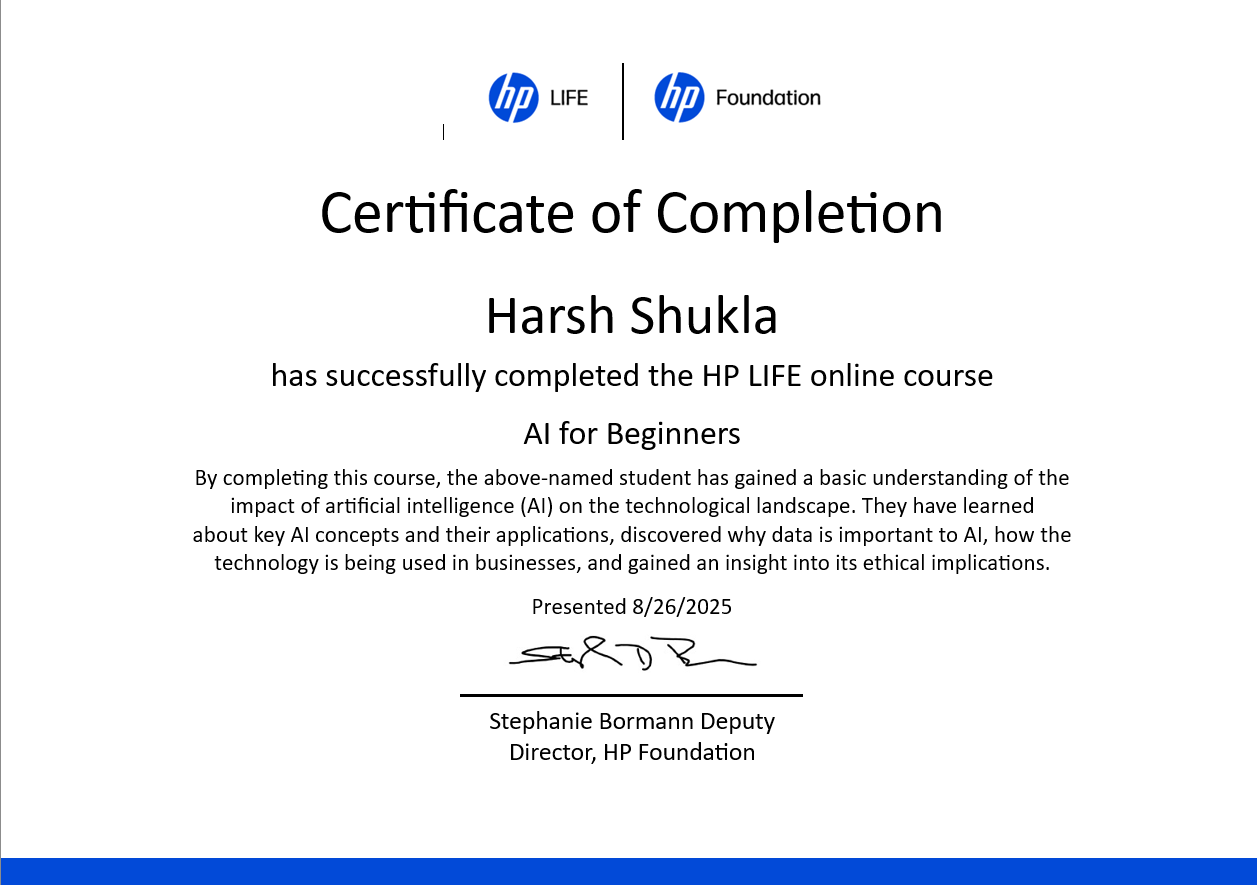 hp LIFE hp Foundation
Certificate of Completion
Harsh Shukla
has successfully completed the HP LIFE online course
AI for Beginners
By completing this course, the above-named student has gained a basic understanding of the
impact of artificial intelligence (AI) on the technological landscape. They have learned
about key AI concepts and their applications, discovered why data is important to AI, how the
technology is being used in businesses, and gained an insight into its ethical implications.
Presented 8/26/2025
Stephanie Bormann Deputy
Director, HP Foundation